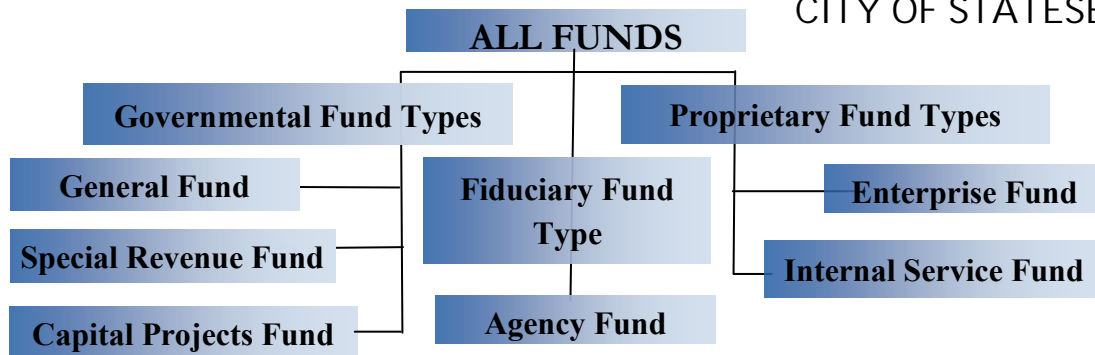 CITY OF
ALL FUNDS
Governmental Fund Types
Proprietary Fund Types
General Fund
Fiduciary Fund
Type
Enterprise Fund
Special Revenue Fund
Internal Service Fund
Capital Projects Fund
Agency Fund